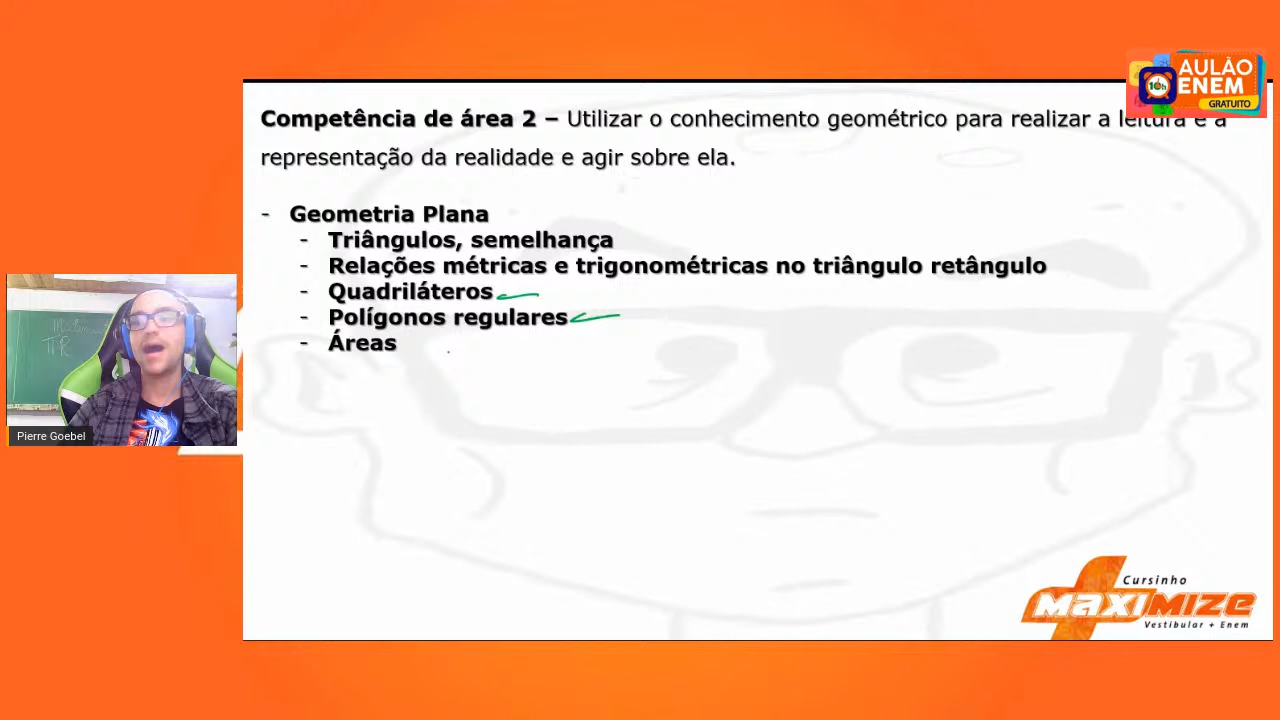 AULÃO
ENEM
10h
GRATUITO
Competência de área 2 – Utilizar o conhecimento geométrico para realizar a leitura e a
representação da realidade e agir sobre ela.
- Geometria Plana
- Triângulos, semelhança
- Relações métricas e trigonométricas no triângulo retângulo
- Quadriláteros
- Polígonos regulares
- Áreas
Pierre Goebel
Cursinho
MAXIMIZE
Vestibular + Enem